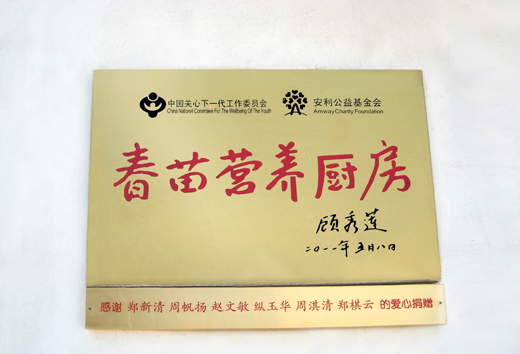 中国关心下一代工作委员会
China National Committee For The Wellbeing Of The Youth
安利公益基金会
Amway Charity Foundation
春苗营养厨房
顾秀莲
二〇一一年五月八日
感谢 郑新清 周帆扬 赵文敏 纵玉华 周淇清 郑棋云 的爱心捐赠